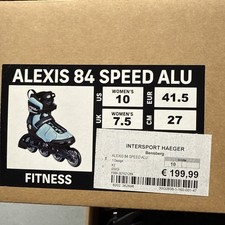 ALEXIS 84 SPEED ALU
US
WOMEN'S
10
EUR
41.5
UK
WOMEN'S
7.5
CM
27
INTERSPORT HAEGER
Bensberg
ALEXIS 84 SPEED ALU
10
€ 199,99
FITNESS